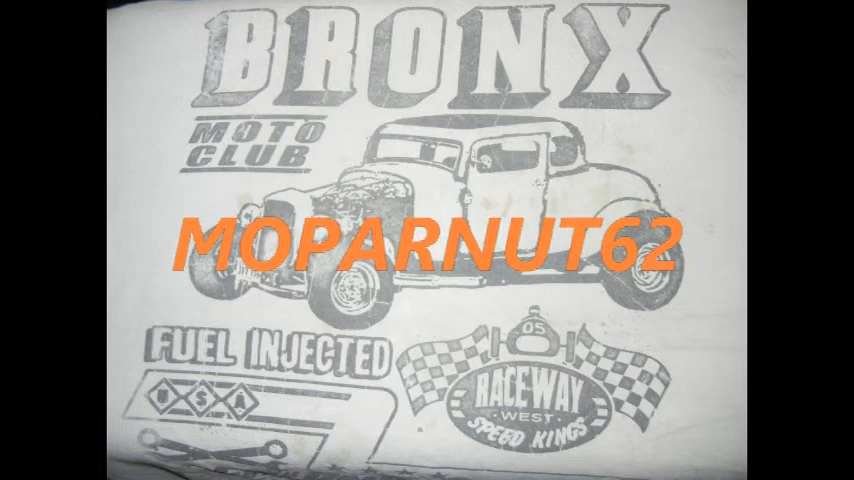 BRONX
MOTO
CLUB
MOPARNUT62
FUEL INJECTED
05
USA
RACEWAY
WEST
SPEED KINGS